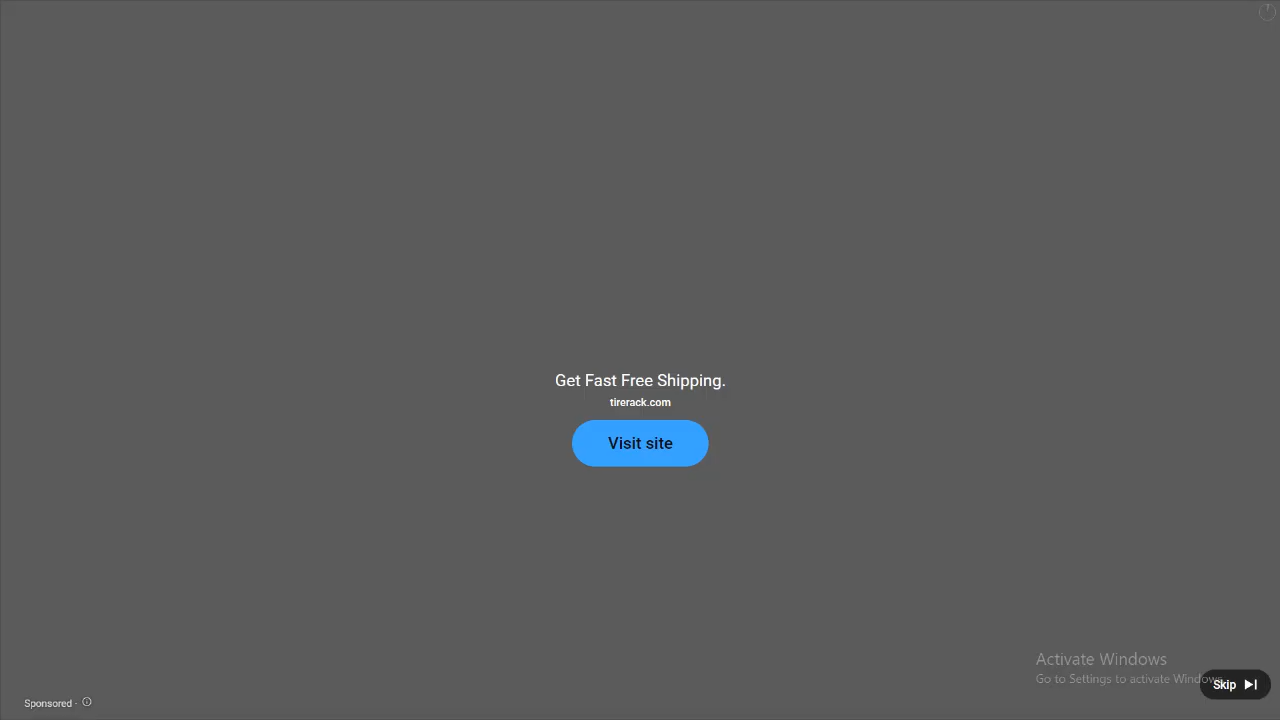 Get Fast Free Shipping.
tirerack.com
Visit site
Activate Windows
Go to Settings to activate Windows.
Skip
Sponsored ·